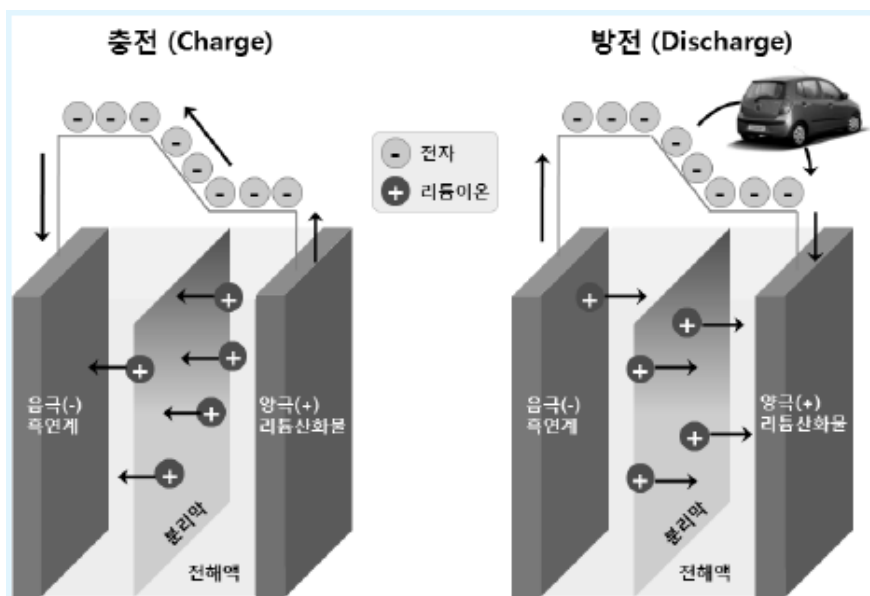 충전 (Charge)
방전 (Discharge)
- - -
-
-
- - -
- 전자
+ 리튬이온
- - -
-
-
- - -
+
+
+
+
+
음극(-)
흑연계
양극(+)
리튬산화물
분리막
전해액
+
+
+
+
+
음극(-)
흑연계
양극(+)
리튬산화물
분리막
전해액